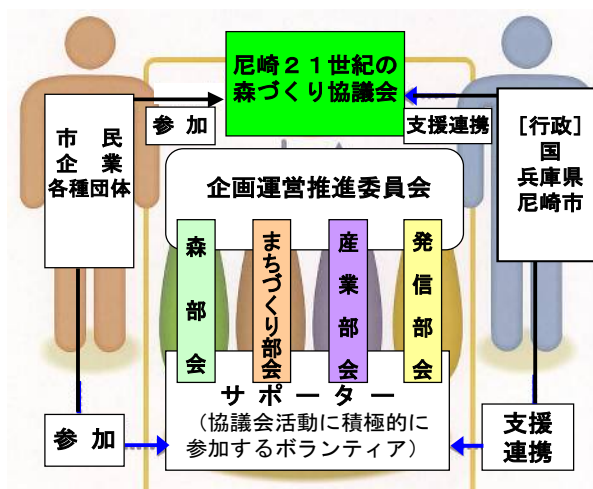 尼崎２１世紀の
森づくり協議会
参 加
支援連携
市　民
企　業
各種団体
［行政］
国
兵庫県
尼崎市
企画運営推進委員会
森部会
まちづくり部会
産業部会
発信部会
サポーター
（協議会活動に積極的に
参加するボランティア）
参 加
支援
連携